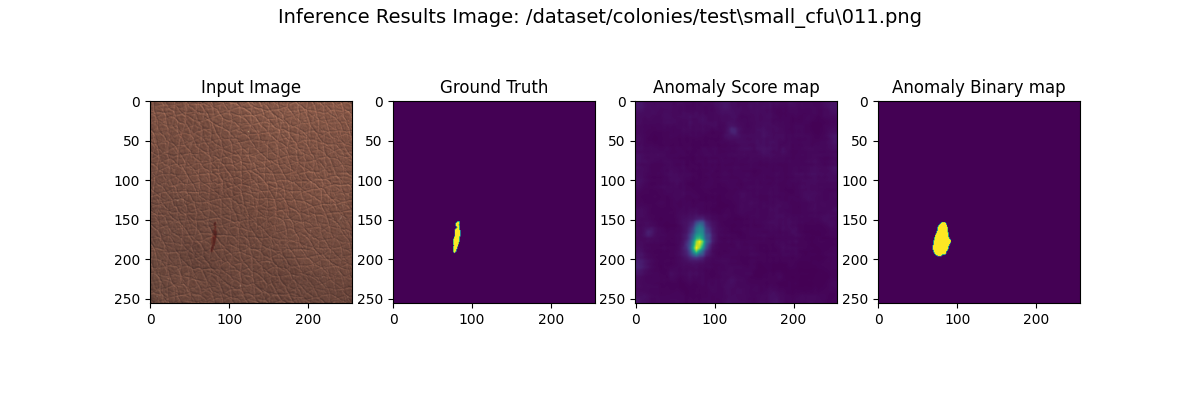 Inference Results Image: /dataset/colonies/test\small_cfu\011.png
Input Image
0
50
100
150
200
250
0 100 200
Ground Truth
0
50
100
150
200
250
0 100 200
Anomaly Score map
0
50
100
150
200
250
0 100 200
Anomaly Binary map
0
50
100
150
200
250
0 100 200